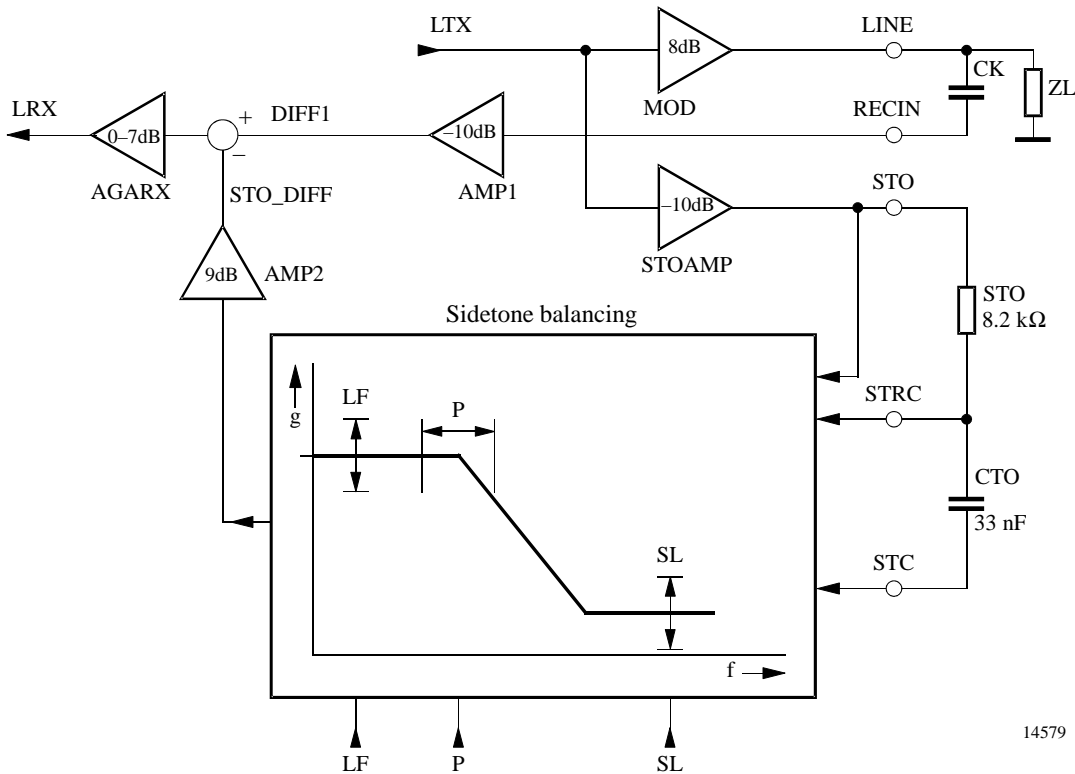 LTX
8dB
MOD
LINE
CK
ZL
LRX
0–7dB
AGARX
+
−
DIFF1
−10dB
AMP1
RECIN
STO_DIFF
−10dB
STOAMP
STO
9dB
AMP2
STO
8.2 kΩ
Sidetone balancing
g
LF
P
STRC
CTO
33 nF
SL
STC
f
LF
P
SL
14579